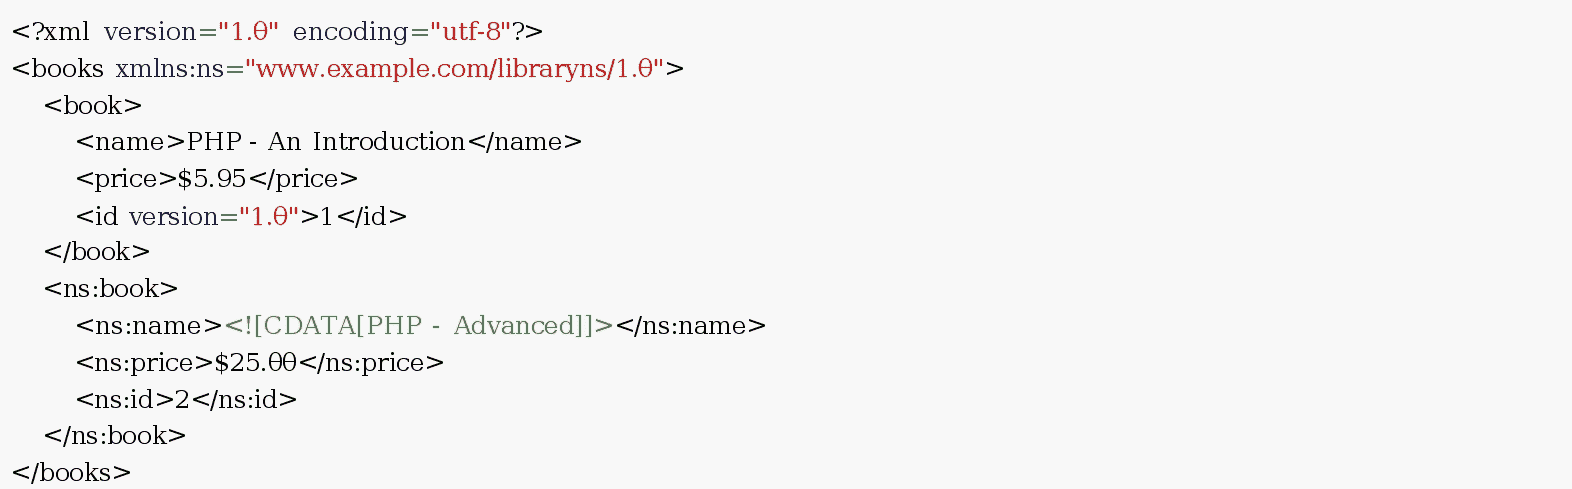 <?xml version="1.0" encoding="utf-8"?>
<books xmlns:ns="www.example.com/libraryns/1.0">
    <book>
        <name>PHP - An Introduction</name>
        <price>$5.95</price>
        <id version="1.0">1</id>
    </book>
    <ns:book>
        <ns:name><![CDATA[PHP - Advanced]]></ns:name>
        <ns:price>$25.00</ns:price>
        <ns:id>2</ns:id>
    </ns:book>
</books>